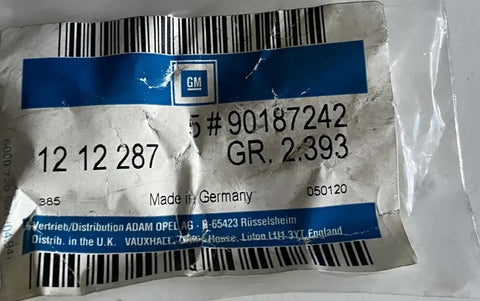 GM
5#90187242
12 12 287 GR. 2.393
385 Made in Germany 050120
Vertrieb/Distribution ADAM OPEL AG - D-65423 Rüsselsheim
Distrib. in the U.K. VAUXHALL, House, Luton LU1 3YT England